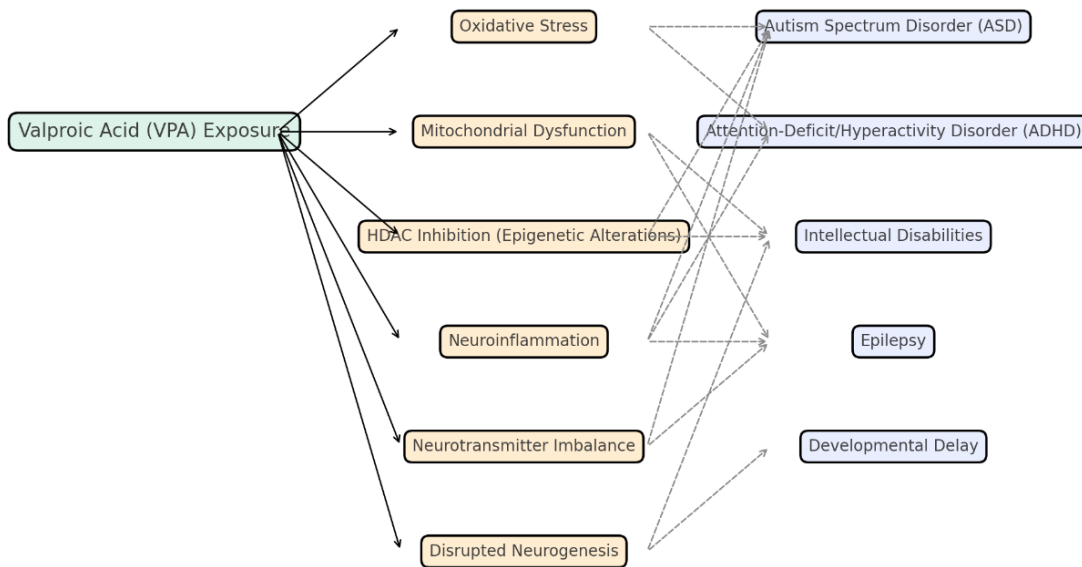 Oxidative Stress
Autism Spectrum Disorder (ASD)
Valproic Acid (VPA) Exposure
Mitochondrial Dysfunction
Attention-Deficit/Hyperactivity Disorder (ADHD)
HDAC Inhibition (Epigenetic Alterations)
Intellectual Disabilities
Neuroinflammation
Epilepsy
Neurotransmitter Imbalance
Developmental Delay
Disrupted Neurogenesis